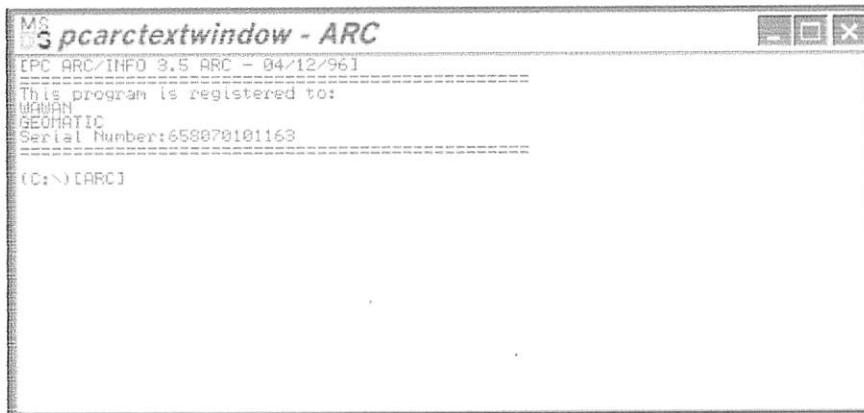 MS
pcarctextwindow - ARC
[PC ARC/INFO 3.5 ARC - 04/12/96]
==================================================
This program is registered to:
WAWAN
GEOMATIC
Serial Number:658070101163
==================================================
(C:\)[ARC]